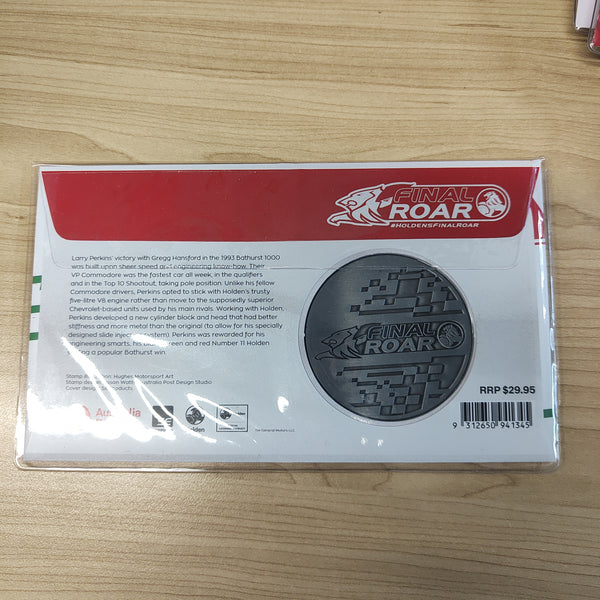 FINAL
ROAR
#HOLDENSFINALROAR
Larry Perkins' victory with Gregg Hansford in the 1993 Bathurst 1000
was built upon sheer speed and engineering know-how. Their
VP Commodore was the fastest car all week, in the qualifiers
and in the Top 10 Shootout, taking pole position. Unlike his fellow
Commodore drivers, Perkins opted to stick with Holden's trusty
five-litre V8 engine rather than move to the supposedly superior
Chevrolet-based units used by his main rivals. Working with Holden,
Perkins developed a new cylinder block and head that had better
stiffness and more metal than the original (to allow for his specially
designed slide injection system). Perkins was rewarded for his
engineering smarts, his green and red Number 11 Holden
a popular Bathurst win.
FINAL
ROAR
Stamp Hughes Motorsport Art
Stamp Watts, Australia Post Design Studio
Cover design: Products
Australia
RRP $29.95
The General Motors LLC
9 312650 941345